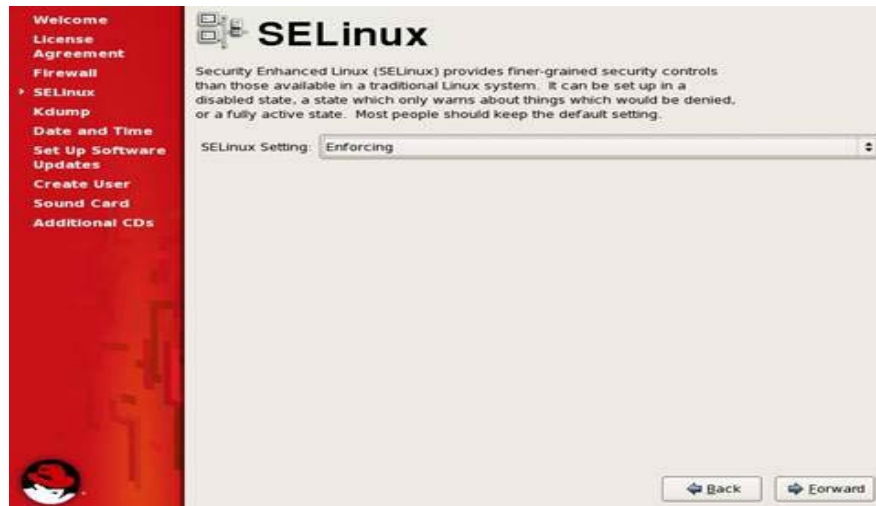 Welcome
License
Agreement
Firewall
SELinux
Kdump
Date and Time
Set Up Software
Updates
Create User
Sound Card
Additional CDs
SELinux
Security Enhanced Linux (SELinux) provides finer-grained security controls
than those available in a traditional Linux system. It can be set up in a
disabled state, a state which only warns about things which would be denied,
or a fully active state. Most people should keep the default setting.
SELinux Setting: Enforcing
Back Forward